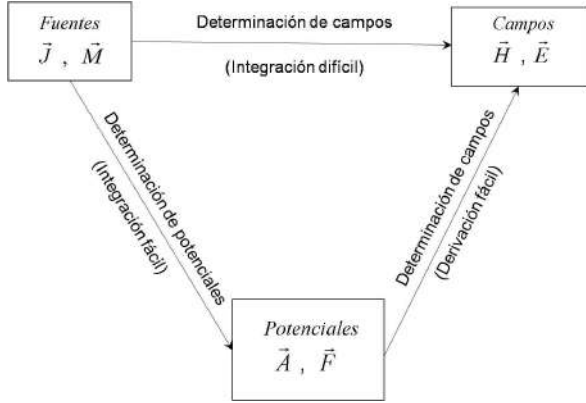 Fuentes
J⃗ , M⃗
Determinación de campos
(Integración difícil)
Campos
H⃗ , E⃗
Determinación de potenciales
(Integración fácil)
Determinación de campos
(Derivación fácil)
Potenciales
A⃗ , F⃗